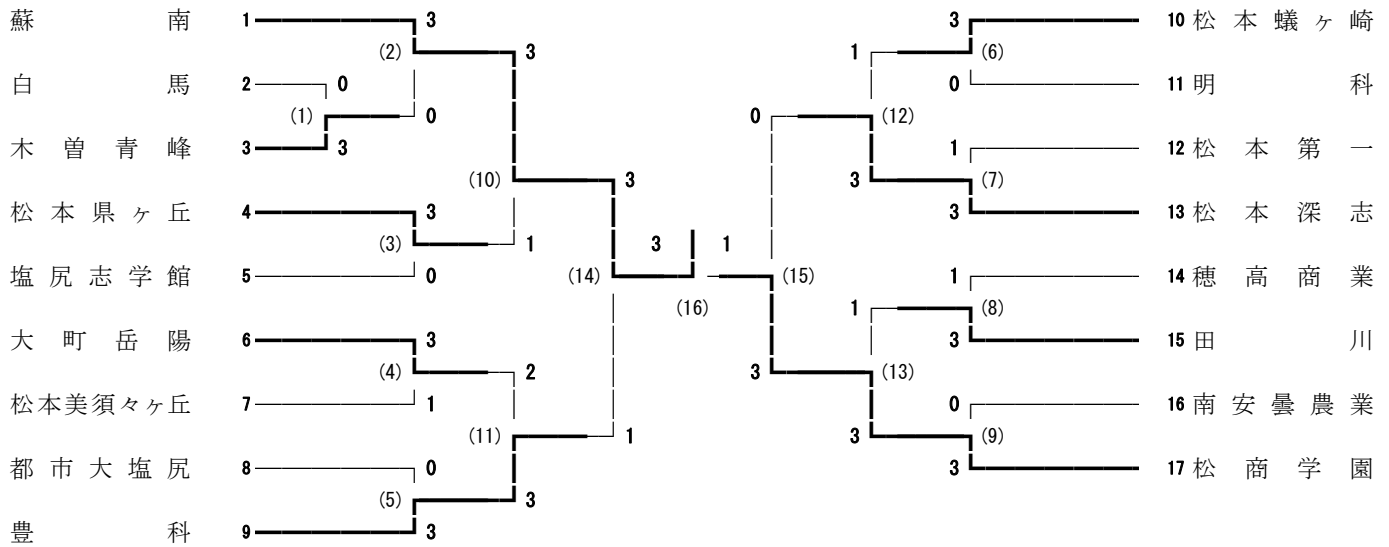 蘇南 1 3 3 10 松本蟻ヶ崎
(2) 3 1 (6)
白馬 2 0 0 11 明科
(1) 0 0 (12)
木曽青峰 3 3 1 12 松本第一
(10) 3 3 (7)
松本県ヶ丘 4 3 3 13 松本深志
(3) 1 3 1
塩尻志学館 5 0 (14) (15) 1 14 穂高商業
(16) 1 (8)
大町岳陽 6 3 3 15 田川
(4) 2 3 (13)
松本美須々ヶ丘 7 1 0 16 南安曇農業
(11) 1 3 (9)
都市大塩尻 8 0 3 17 松商学園
(5) 3
豊科 9 3